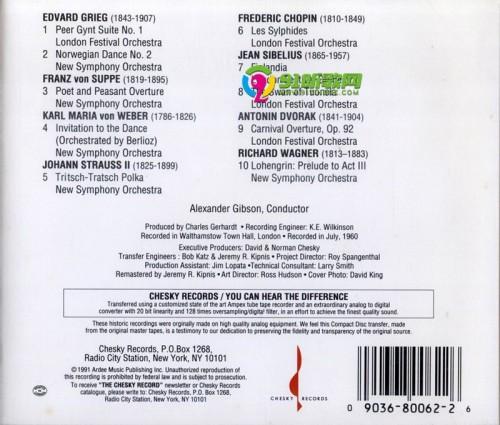 EDVARD GRIEG (1843-1907)
1 Peer Gynt Suite No. 1
London Festival Orchestra
2 Norwegian Dance No. 2
New Symphony Orchestra
FRANZ von SUPPE (1819-1895)
3 Poet and Peasant Overture
New Symphony Orchestra
KARL MARIA von WEBER (1786-1826)
4 Invitation to the Dance
(Orchestrated by Berlioz)
New Symphony Orchestra
JOHANN STRAUSS II (1825-1899)
5 Tritsch-Tratsch Polka
New Symphony Orchestra
FREDERIC CHOPIN (1810-1849)
6 Les Sylphides
London Festival Orchestra
JEAN SIBELIUS (1865-1957)
7 Finlandia
8 Swan of Tuonela
ANTONIN DVORAK (1841-1904)
9 Carnival Overture, Op. 92
New Symphony Orchestra
RICHARD WAGNER (1813–1883)
10 Lohengrin: Prelude to Act III
New Symphony Orchestra
Alexander Gibson, Conductor
Produced by Charles Gerhardt • Recording Engineer: K.E. Wilkinson
Recorded in Walthamstow Town Hall, London • Recorded in July, 1960
Executive Producers: David & Norman Chesky
Transfer Engineers : Bob Katz & Jeremy R. Kipnis • Project Director: Roy Spangenthal
Production Assistant: Jim Lopata •Technical Consultant: Larry Smith
Remastered by Jeremy R. Kipnis • Art Director: Ross Hudson • Cover Photo: David King
CHESKY RECORDS / YOU CAN HEAR THE DIFFERENCE
Transferred using a customized state of the art Ampex tube tape recorder and an extraordinary analog to digital
converter with 20 bit linearity and 128 times oversampling/digital filter, in an effort to achieve the finest quality sound.
These historic recordings were orginally made on high quality analog equipment. We feel this Compact Disc transfer, made
from the original master tapes, is a testimony to our dedication to preserving the fidelity and transparency of the original source.
Chesky Records, P.O.Box 1268,
Radio City Station, New York, NY 10101
©1991 Ardee Music Publishing Inc. Unauthorized reproduction of
this recording is prohibited by federal law and is subject to prosecution.
To receive "THE CHESKY RECORD" newsletter or Chesky Records
catalogue, please write to: Chesky Records, P.O. Box 1268,
Radio City Station, New York, NY 10101
CHESKY RECORDS
0 9036-80062-2 6